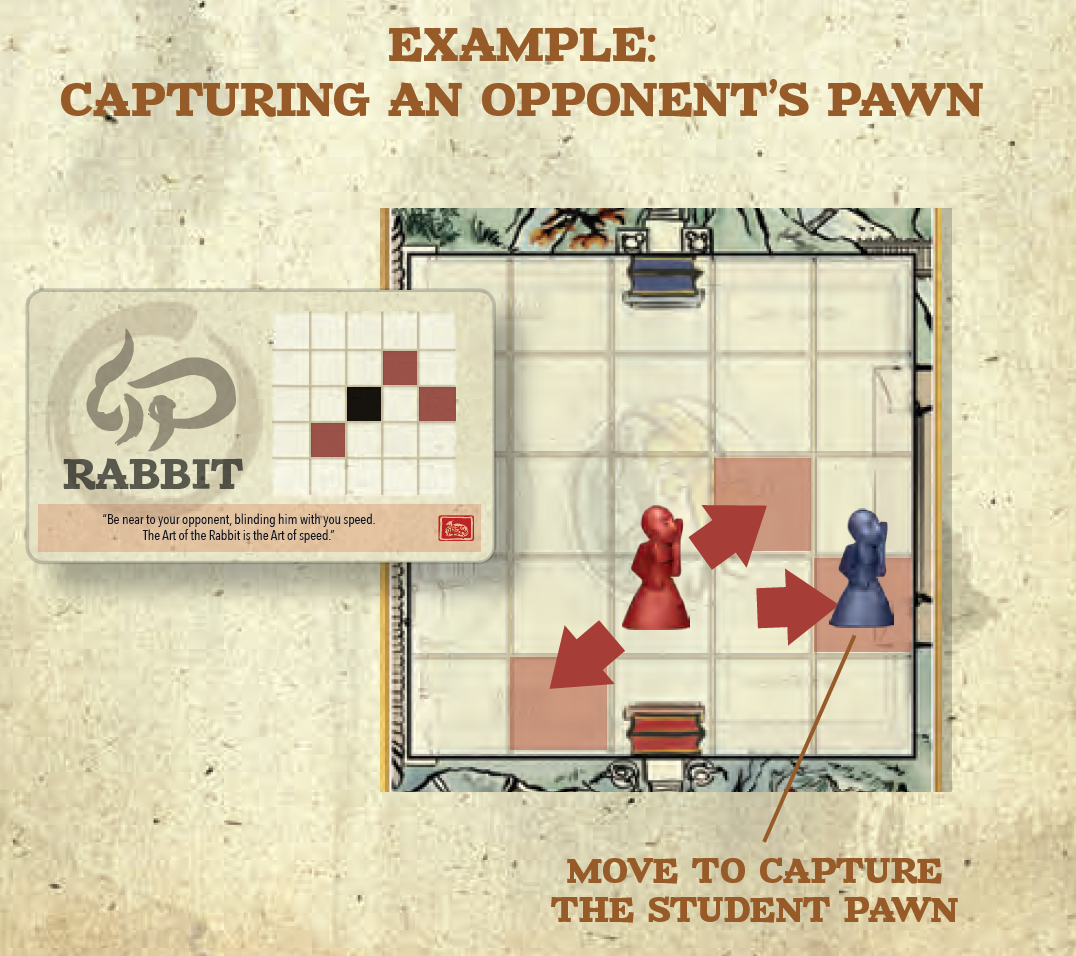 EXAMPLE:
CAPTURING AN OPPONENT'S PAWN
RABBIT
“Be near to your opponent, blinding him with you speed.
The Art of the Rabbit is the Art of speed.”
MOVE TO CAPTURE
THE STUDENT PAWN